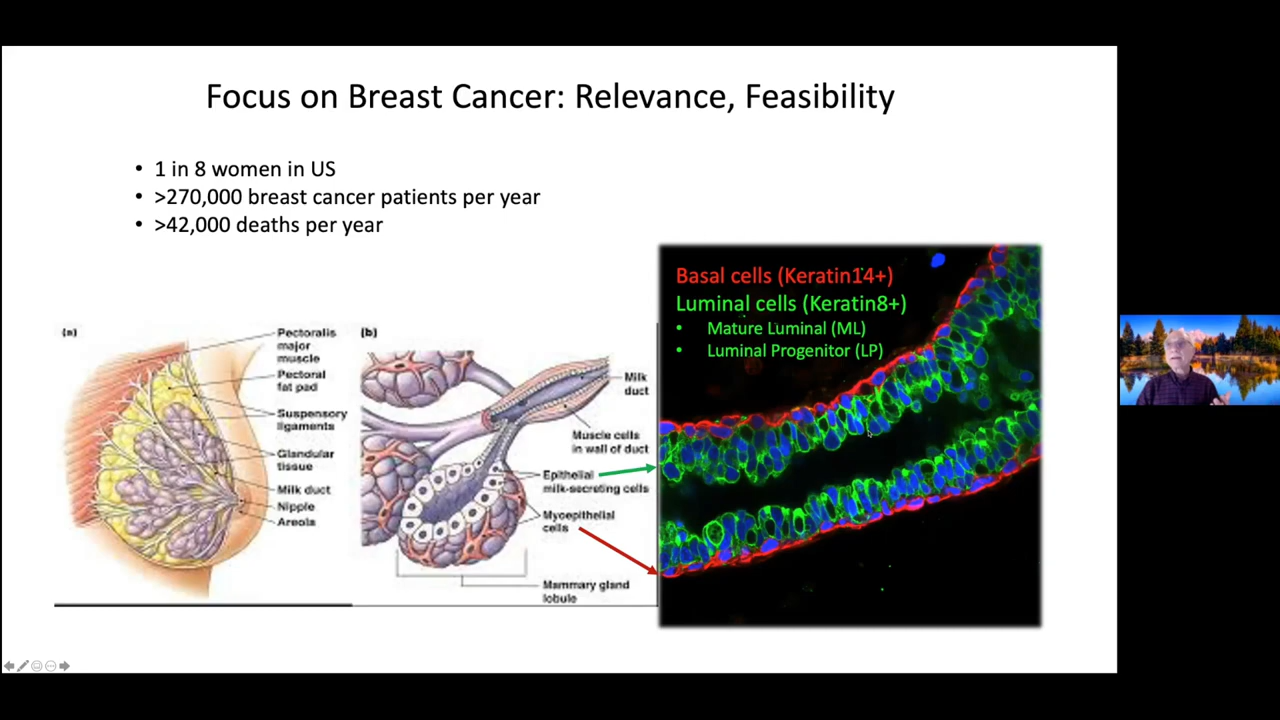 Focus on Breast Cancer: Relevance, Feasibility
• 1 in 8 women in US
• >270,000 breast cancer patients per year
• >42,000 deaths per year
(a)
Pectoralis
major
muscle
Pectoral
fat pad
Suspensory
ligaments
Glandular
tissue
Milk duct
Nipple
Areola
(b)
Milk
duct
Muscle cells
in wall of duct
Epithelial
milk-secreting cells
Myoepithelial
cells
Mammary gland
lobule
Basal cells (Keratin14+)
Luminal cells (Keratin8+)
• Mature Luminal (ML)
• Luminal Progenitor (LP)